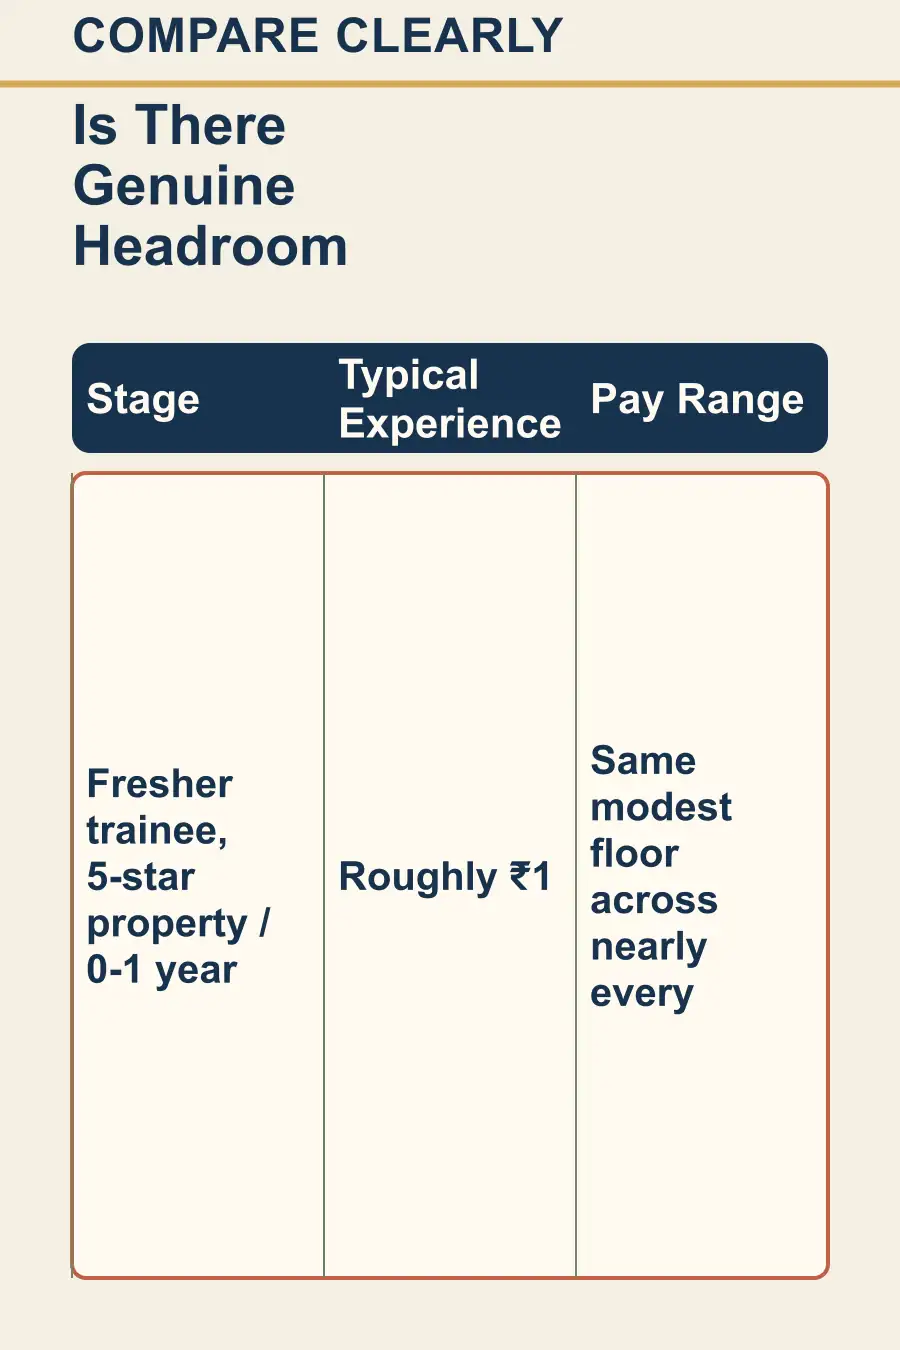 COMPARE CLEARLY
Is There
Genuine
Headroom
Stage
Typical
Experience
Pay Range
Fresher
trainee,
5-star
property /
0-1 year
Roughly ₹1
Same
modest
floor
across
nearly
every